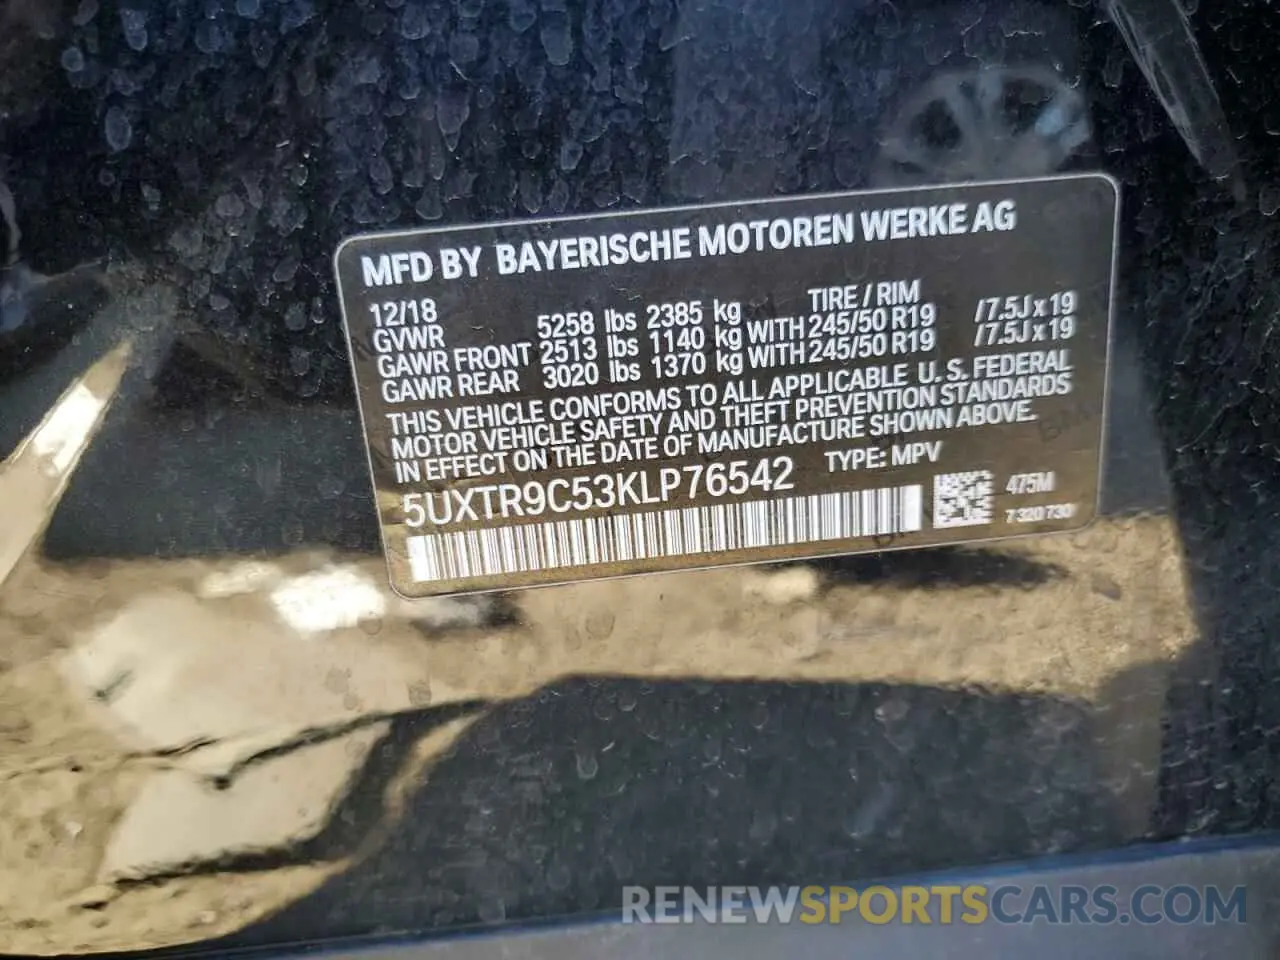 MFD BY BAYERISCHE MOTOREN WERKE AG
12/18 TIRE / RIM
GVWR 5258 lbs 2385 kg
GAWR FRONT 2513 lbs 1140 kg WITH 245/50 R19 /7.5J x 19
GAWR REAR 3020 lbs 1370 kg WITH 245/50 R19 /7.5J x 19
THIS VEHICLE CONFORMS TO ALL APPLICABLE U. S. FEDERAL
MOTOR VEHICLE SAFETY AND THEFT PREVENTION STANDARDS
IN EFFECT ON THE DATE OF MANUFACTURE SHOWN ABOVE.
5UXTR9C53KLP76542 TYPE: MPV
475M
7 320 730
RENEWSPORTSCARS.COM